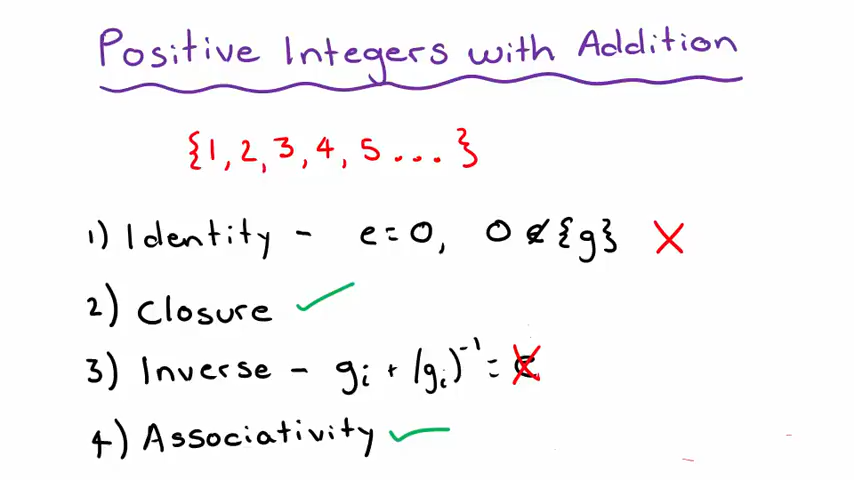 Positive Integers with Addition
{1, 2, 3, 4, 5 ... }
1) Identity - e = 0, 0 ∉ {g} ✗
2) Closure ✓
3) Inverse - gᵢ + (gᵢ)⁻¹ = e ✗
4) Associativity ✓